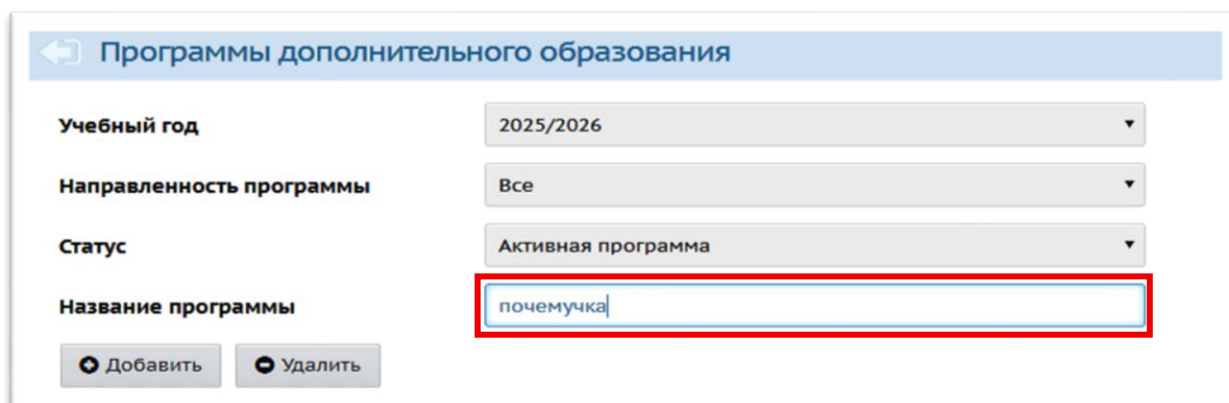 Программы дополнительного образования
Учебный год 2025/2026
Направленность программы Все
Статус Активная программа
Название программы почемучка
Добавить Удалить